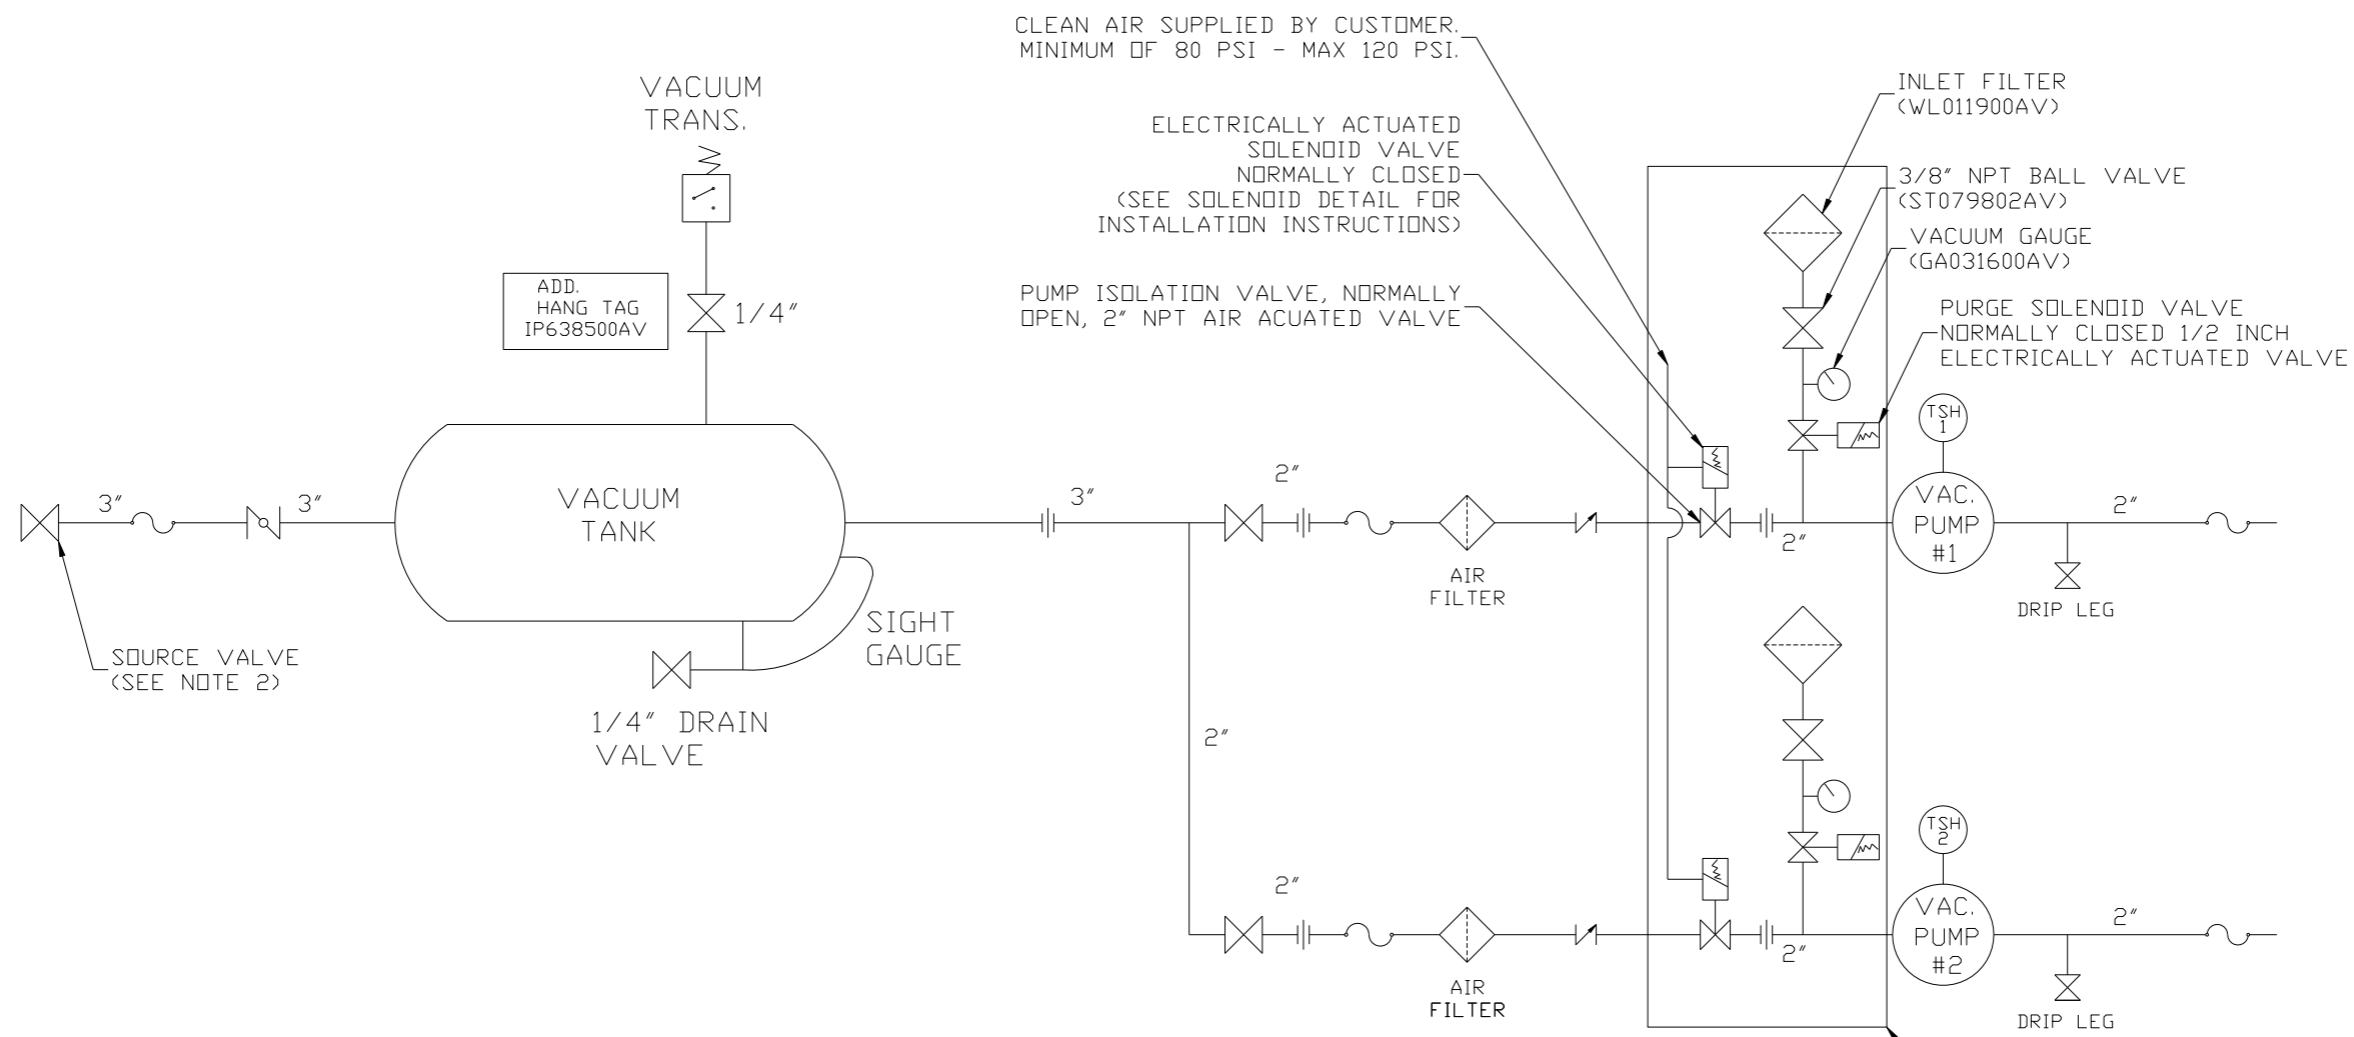 CLEAN AIR SUPPLIED BY CUSTOMER.
MINIMUM OF 80 PSI - MAX 120 PSI.
VACUUM
TRANS.
INLET FILTER
(WL011900AV)
ELECTRICALLY ACTUATED
SOLENOID VALVE
NORMALLY CLOSED
(SEE SOLENOID DETAIL FOR
INSTALLATION INSTRUCTIONS)
3/8" NPT BALL VALVE
(ST079802AV)
VACUUM GAUGE
(GA031600AV)
ADD.
HANG TAG
IP638500AV
1/4"
PUMP ISOLATION VALVE, NORMALLY
OPEN, 2" NPT AIR ACUATED VALVE
PURGE SOLENOID VALVE
NORMALLY CLOSED 1/2 INCH
ELECTRICALLY ACTUATED VALVE
TSH
1
3"
3"
VACUUM
TANK
3"
2"
2"
VAC.
PUMP
#1
2"
AIR
FILTER
DRIP LEG
SOURCE VALVE
(SEE NOTE 2)
SIGHT
GAUGE
1/4" DRAIN
VALVE
2"
TSH
2
2"
2"
VAC.
PUMP
#2
2"
AIR
FILTER
DRIP LEG